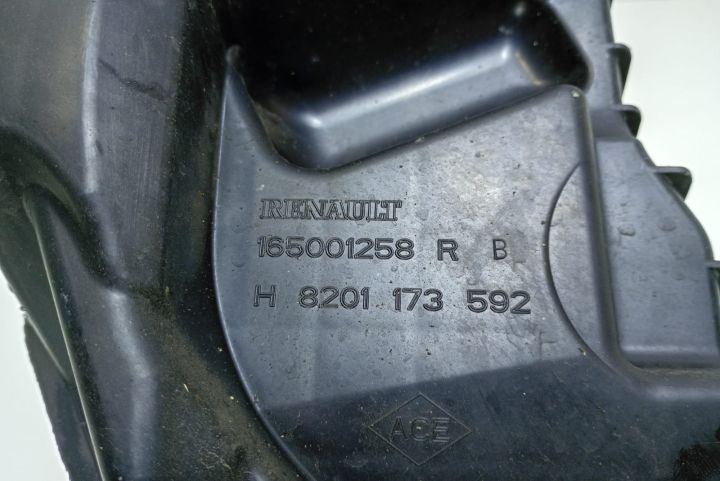 RENAULT
165001258 R B
H 8201 173 592
ACE